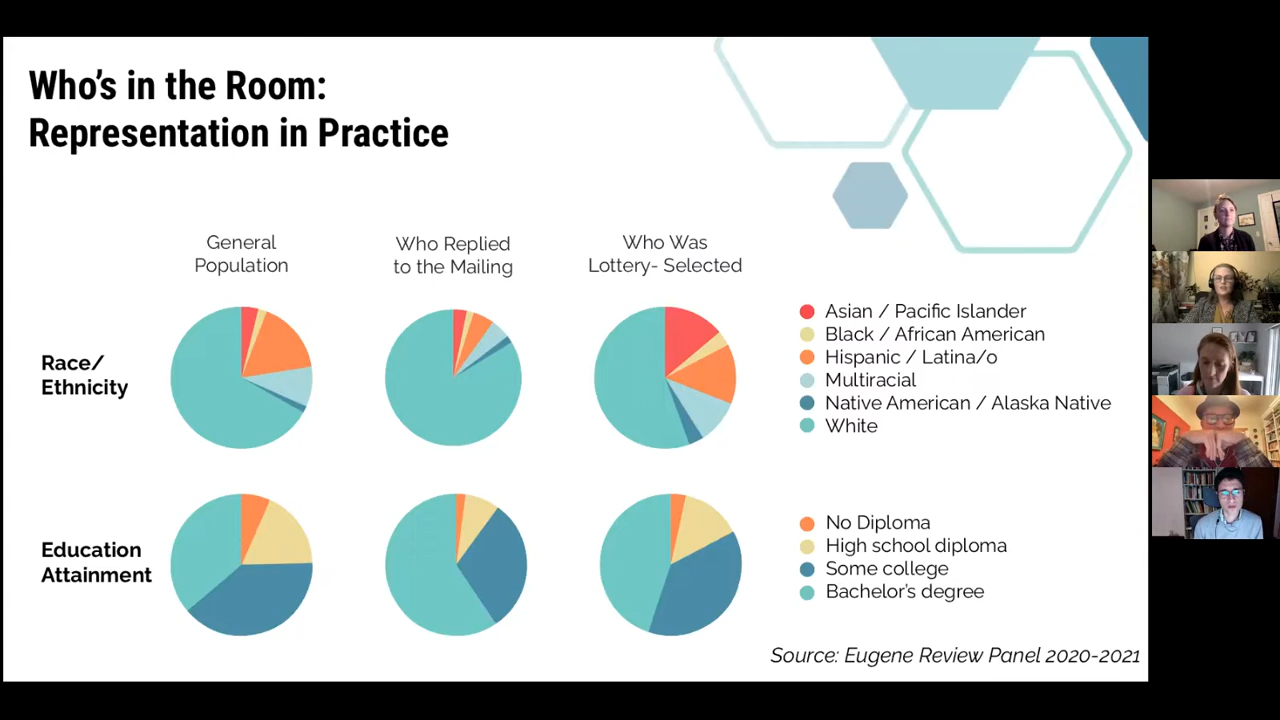 Who's in the Room:
Representation in Practice
General
Population
Who Replied
to the Mailing
Who Was
Lottery- Selected
Race/
Ethnicity
Asian / Pacific Islander
Black / African American
Hispanic / Latina/o
Multiracial
Native American / Alaska Native
White
Education
Attainment
No Diploma
High school diploma
Some college
Bachelor's degree
Source: Eugene Review Panel 2020-2021